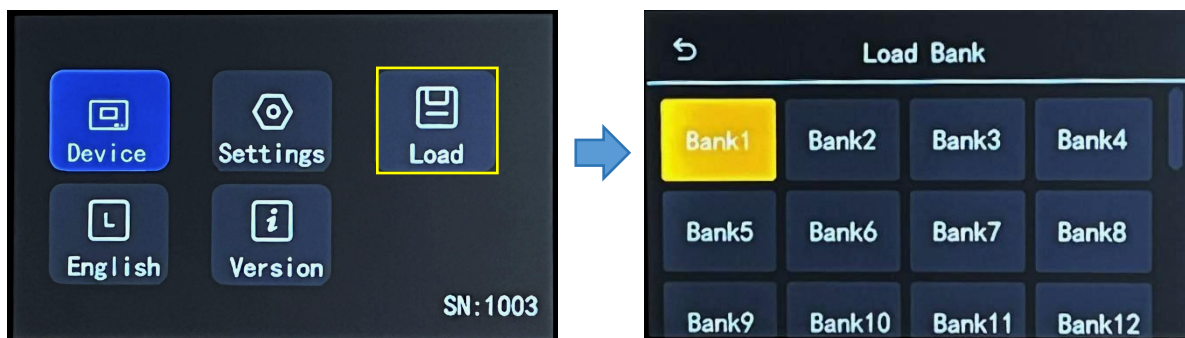 Device Settings Load
English Version
SN:1003
Load Bank
Bank1 Bank2 Bank3 Bank4
Bank5 Bank6 Bank7 Bank8
Bank9 Bank10 Bank11 Bank12